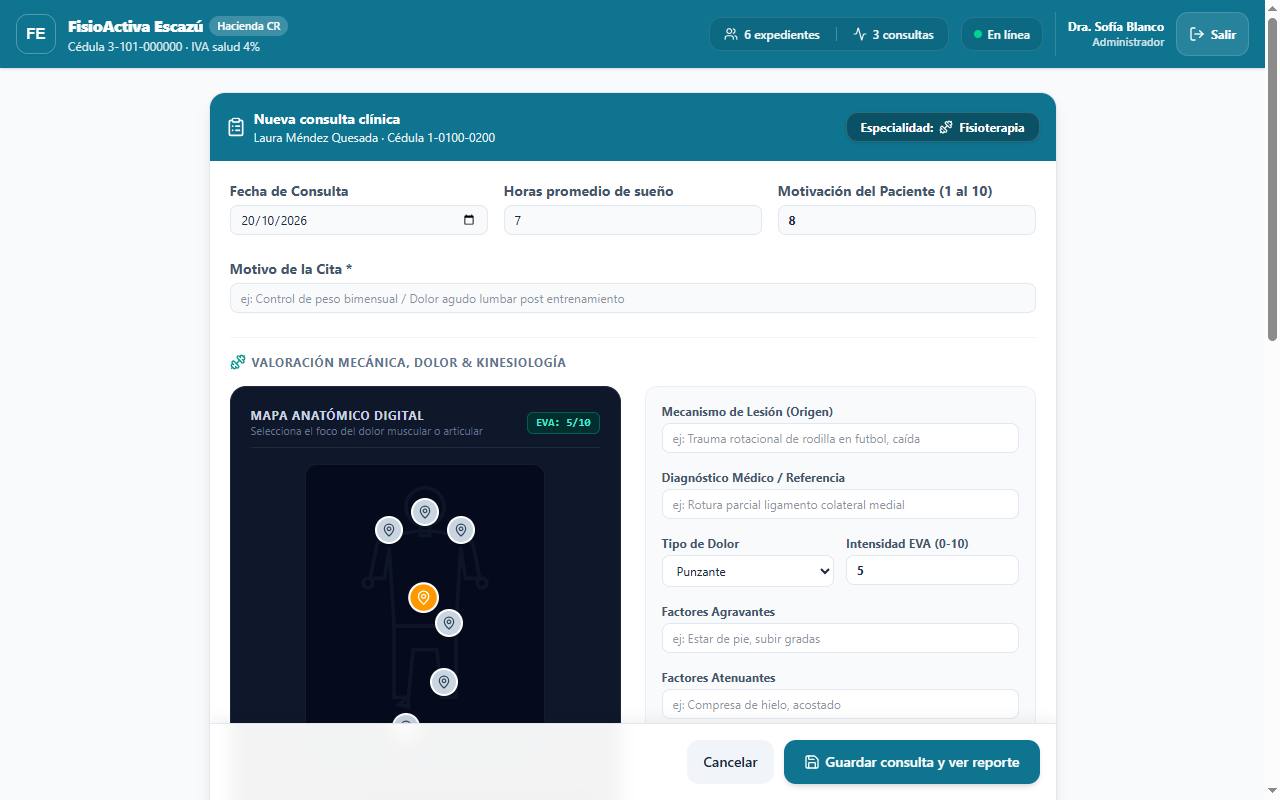 FE
FisioActiva Escazú Hacienda CR
Cédula 3-101-000000 · IVA salud 4%
6 expedientes
3 consultas
En línea
Dra. Sofía Blanco
Administrador
Salir
Nueva consulta clínica
Laura Méndez Quesada · Cédula 1-0100-0200
Especialidad: Fisioterapia
Fecha de Consulta
20/10/2026
Horas promedio de sueño
7
Motivación del Paciente (1 al 10)
8
Motivo de la Cita *
ej: Control de peso bimensual / Dolor agudo lumbar post entrenamiento
VALORACIÓN MECÁNICA, DOLOR & KINESIOLOGÍA
MAPA ANATÓMICO DIGITAL
Selecciona el foco del dolor muscular o articular
EVA: 5/10
Mecanismo de Lesión (Origen)
ej: Trauma rotacional de rodilla en futbol, caída
Diagnóstico Médico / Referencia
ej: Rotura parcial ligamento colateral medial
Tipo de Dolor
Punzante
Intensidad EVA (0-10)
5
Factores Agravantes
ej: Estar de pie, subir gradas
Factores Atenuantes
ej: Compresa de hielo, acostado
Cancelar
Guardar consulta y ver reporte